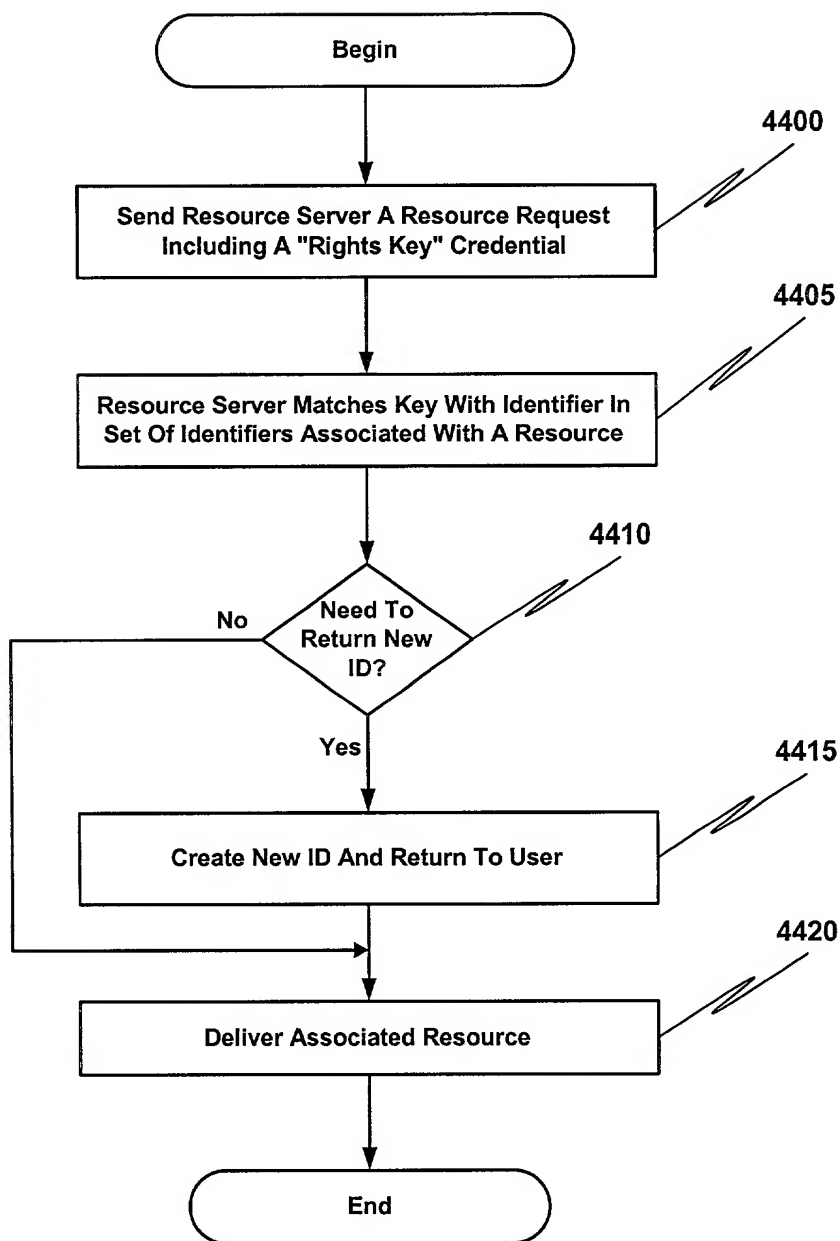 Begin
4400
Send Resource Server A Resource Request
Including A "Rights Key" Credential
4405
Resource Server Matches Key With Identifier In
Set Of Identifiers Associated With A Resource
4410
Need To
Return New
ID?
No
Yes
4415
Create New ID And Return To User
4420
Deliver Associated Resource
End